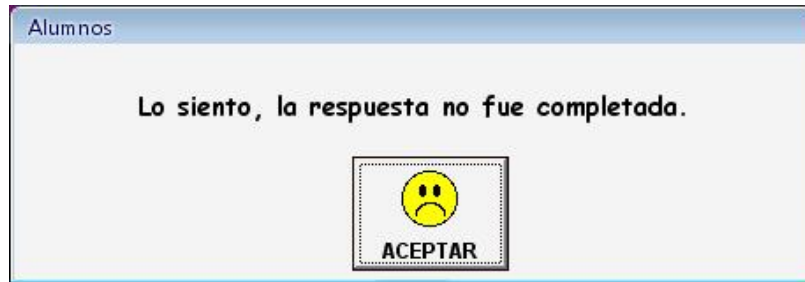 Alumnos
Lo siento, la respuesta no fue completada.
ACEPTAR